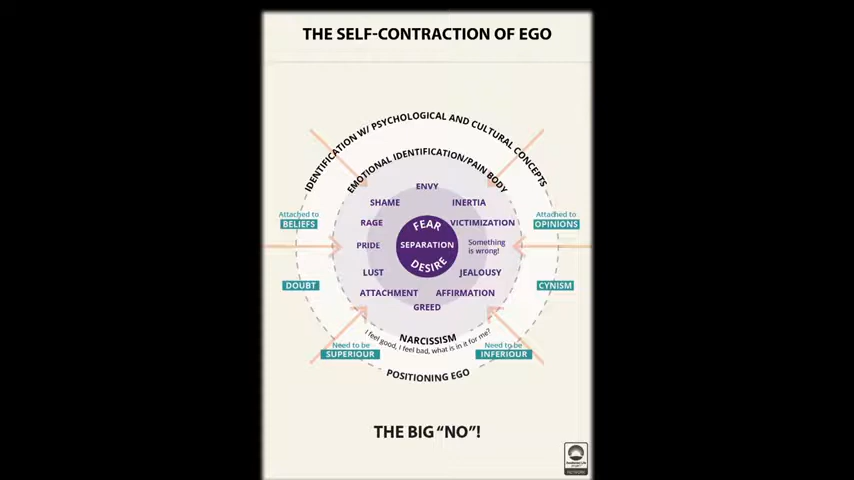 THE SELF-CONTRACTION OF EGO
IDENTIFICATION W/ PSYCHOLOGICAL AND CULTURAL CONCEPTS
EMOTIONAL IDENTIFICATION/PAIN BODY
ENVY
SHAME
INERTIA
Attached to
BELIEFS
RAGE
FEAR
VICTIMIZATION
Attached to
OPINIONS
PRIDE
SEPARATION
Something
is wrong!
DESIRE
LUST
JEALOUSY
DOUBT
CYNISM
ATTACHMENT
AFFIRMATION
GREED
NARCISSISM
I feel good, I feel bad, what is in it for me?
Need to be
SUPERIOUR
Need to be
INFERIOUR
POSITIONING EGO
THE BIG “NO”!